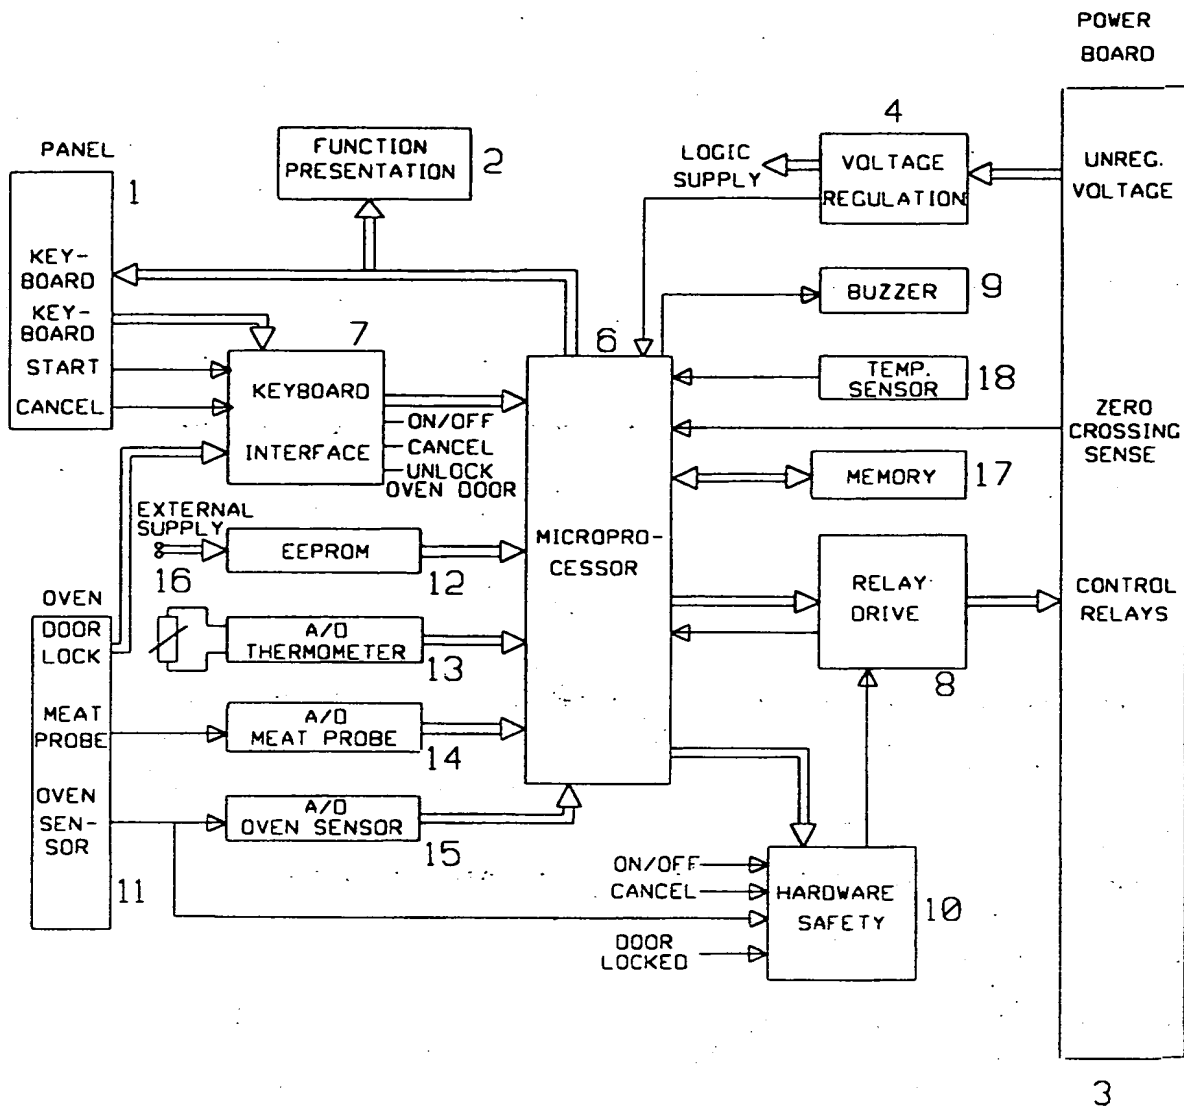 POWER
BOARD
PANEL
1
KEY-
BOARD
KEY-
BOARD
START
CANCEL
FUNCTION
PRESENTATION
2
LOGIC
SUPPLY
4
VOLTAGE
REGULATION
UNREG.
VOLTAGE
BUZZER
9
TEMP.
SENSOR
18
ZERO
CROSSING
SENSE
MEMORY
17
7
KEYBOARD
INTERFACE
ON/OFF
CANCEL
UNLOCK
OVEN DOOR
6
MICROPRO-
CESSOR
EXTERNAL
SUPPLY
16
EEPROM
12
RELAY
DRIVE
8
CONTROL
RELAYS
OVEN
DOOR
LOCK
MEAT
PROBE
OVEN
SEN-
SOR
11
A/D
THERMOMETER
13
A/D
MEAT PROBE
14
A/D
OVEN SENSOR
15
ON/OFF
CANCEL
DOOR
LOCKED
HARDWARE
SAFETY
10
3